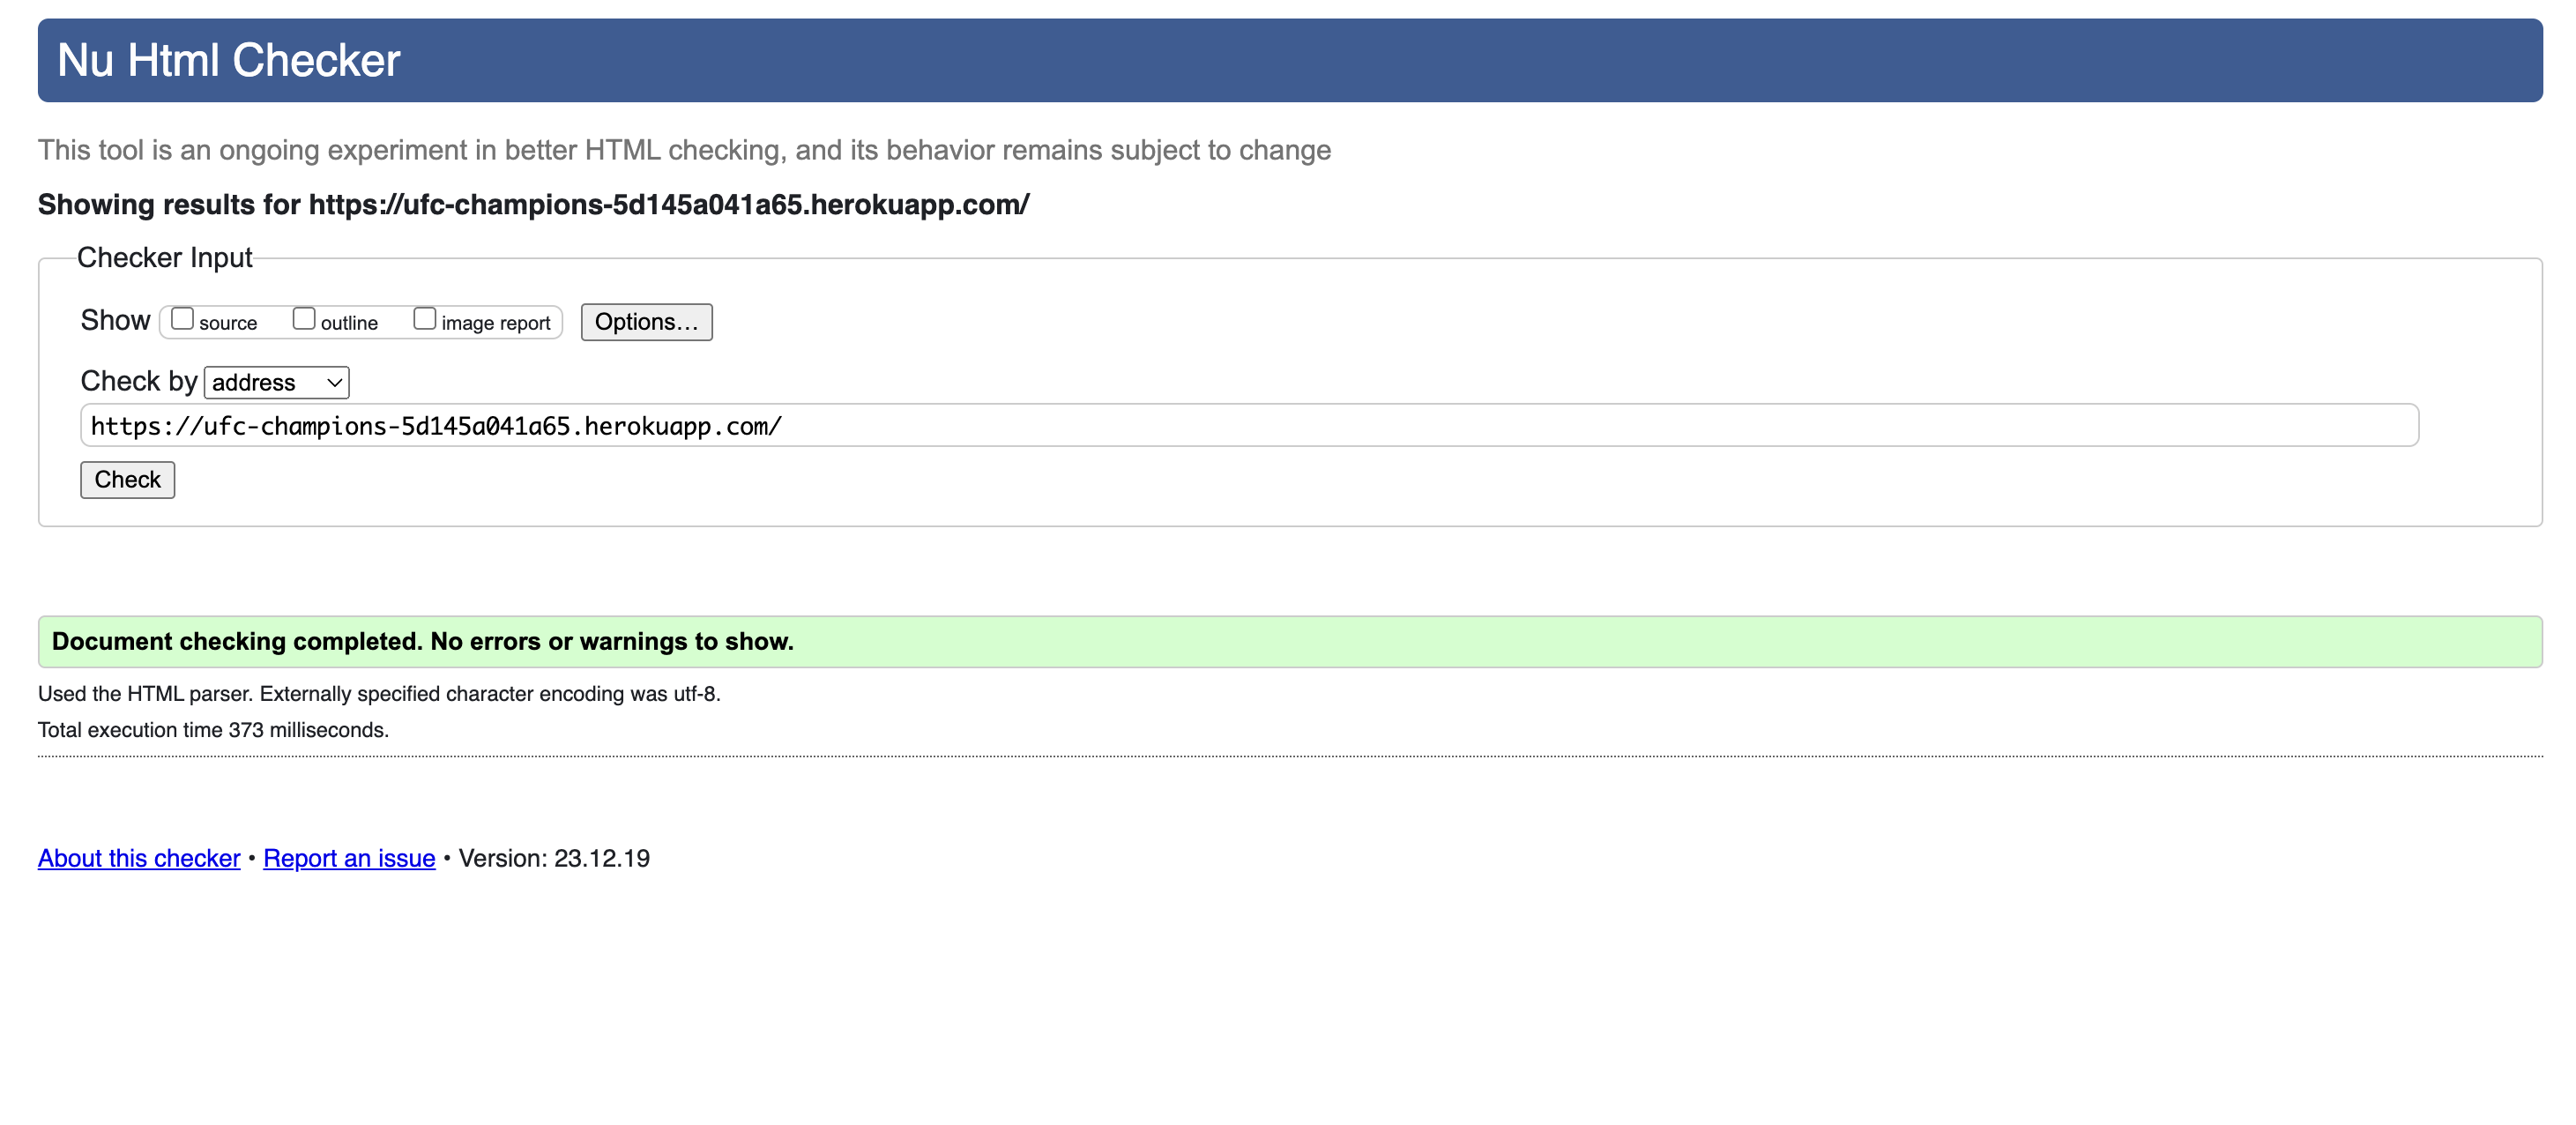 Nu Html Checker
This tool is an ongoing experiment in better HTML checking, and its behavior remains subject to change
Showing results for https://ufc-champions-5d145a041a65.herokuapp.com/
Checker Input
Show source outline image report Options...
Check by address
https://ufc-champions-5d145a041a65.herokuapp.com/
Check
Document checking completed. No errors or warnings to show.
Used the HTML parser. Externally specified character encoding was utf-8.
Total execution time 373 milliseconds.
About this checker • Report an issue • Version: 23.12.19